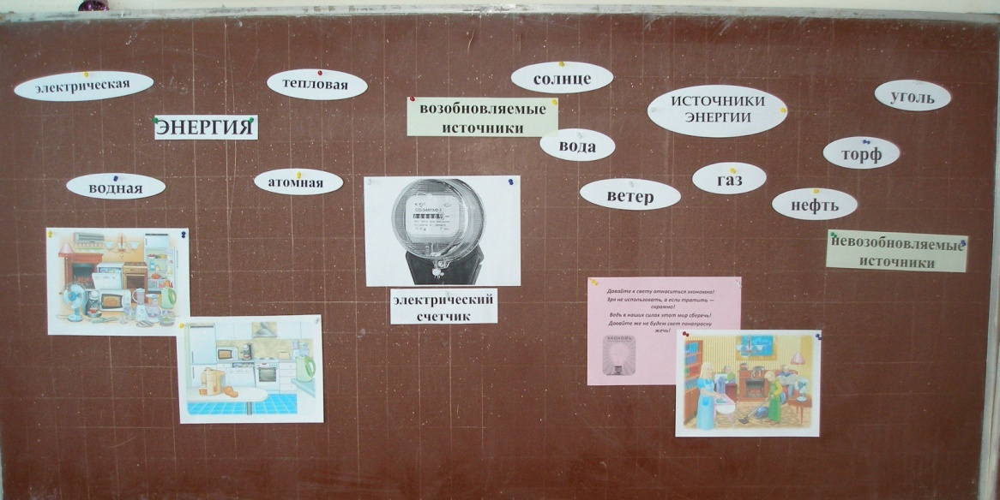 электрическая
тепловая
ЭНЕРГИЯ
водная
атомная
солнце
возобновляемые
источники
вода
ветер
ИСТОЧНИКИ
ЭНЕРГИИ
уголь
торф
газ
нефть
невозобновляемые
источники
электрический
счетчик
Давайте к свету относиться экономно!
Зря не использовать, а если тратить —
скромно!
Ведь в наших силах этот мир сберечь!
Давайте же не будем свет понапрасну
жечь!
ЭКОНОМЬ